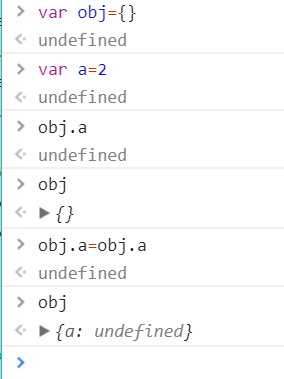 > var obj={}
< undefined
> var a=2
< undefined
> obj.a
< undefined
> obj
< ▶ {}
> obj.a=obj.a
< undefined
> obj
< ▶ {a: undefined}
>